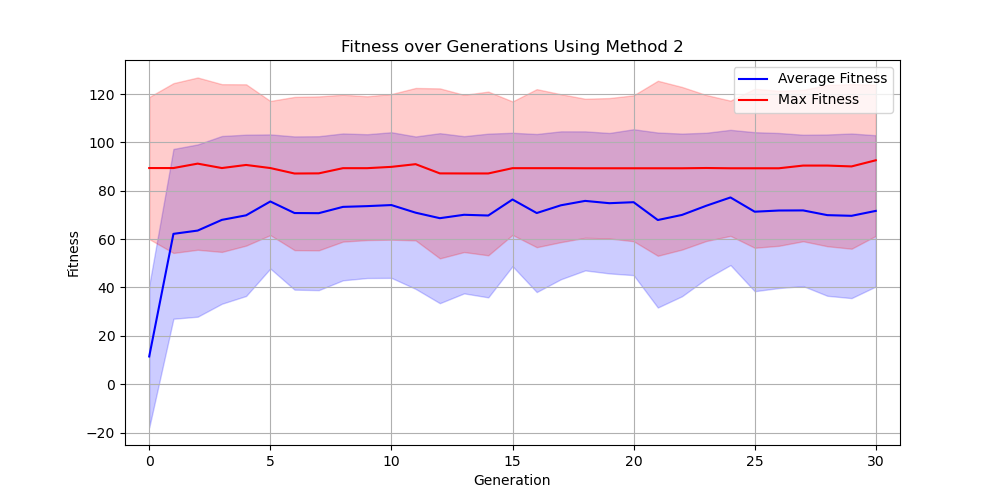 Fitness over Generations Using Method 2
Average Fitness
Max Fitness
120
100
80
60
40
20
0
−20
Fitness
0 5 10 15 20 25 30
Generation